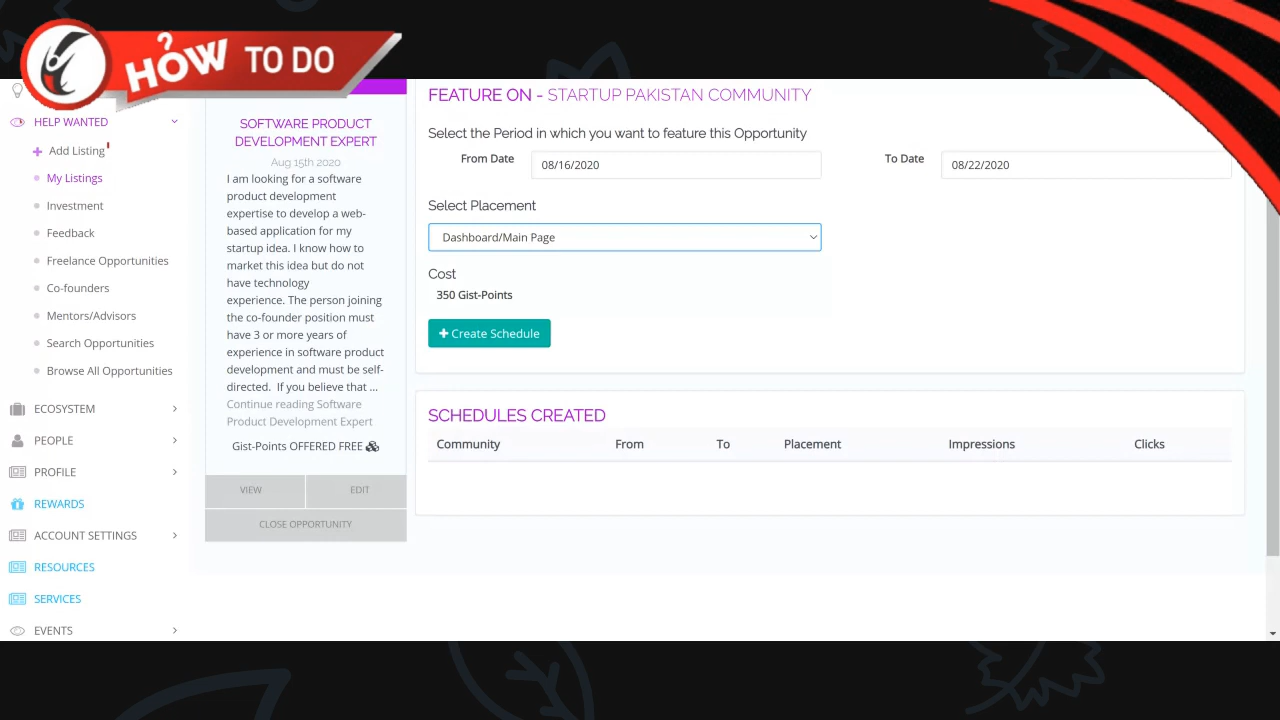 ? HOW TO DO
HELP WANTED
Add Listing
My Listings
Investment
Feedback
Freelance Opportunities
Co-founders
Mentors/Advisors
Search Opportunities
Browse All Opportunities
ECOSYSTEM
PEOPLE
PROFILE
REWARDS
ACCOUNT SETTINGS
RESOURCES
SERVICES
EVENTS
SOFTWARE PRODUCT
DEVELOPMENT EXPERT
Aug 15th 2020
I am looking for a software
product development
expertise to develop a web-
based application for my
startup idea. I know how to
market this idea but do not
have technology
experience. The person joining
the co-founder position must
have 3 or more years of
experience in software product
development and must be self-
directed. If you believe that ...
Continue reading Software
Product Development Expert
Gist-Points OFFERED FREE
VIEW EDIT
CLOSE OPPORTUNITY
FEATURE ON - STARTUP PAKISTAN COMMUNITY
Select the Period in which you want to feature this Opportunity
From Date 08/16/2020 To Date 08/22/2020
Select Placement
Dashboard/Main Page
Cost
350 Gist-Points
+ Create Schedule
SCHEDULES CREATED
Community From To Placement Impressions Clicks